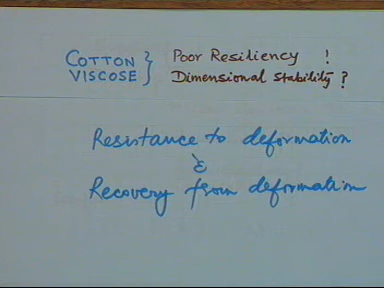 COTTON } Poor Resiliency !
VISCOSE } Dimensional stability ?
Resistance to deformation
&
Recovery from deformation